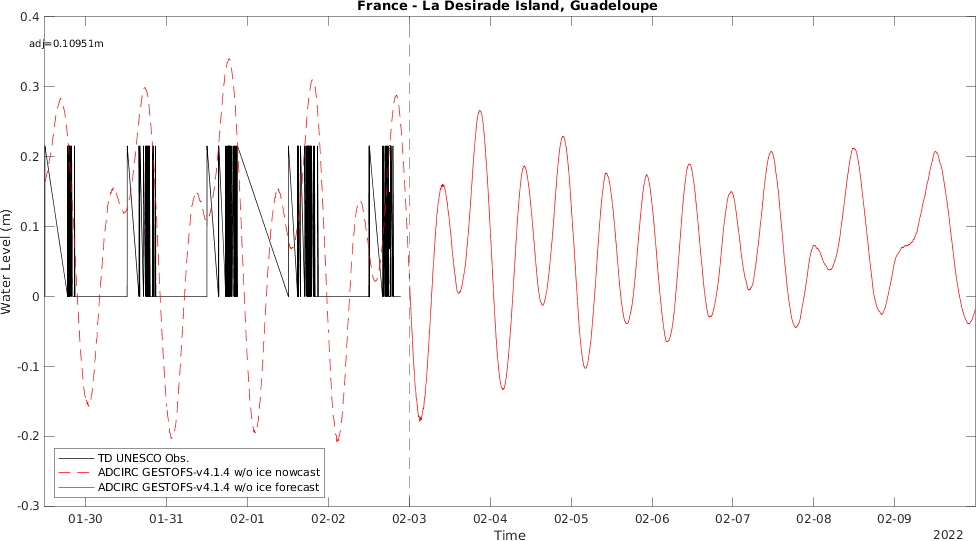 France - La Desirade Island, Guadeloupe
adj=0.10951m
0.4
0.3
0.2
0.1
0
-0.1
-0.2
-0.3
Water Level (m)
TD UNESCO Obs.
ADCIRC GESTOFS-v4.1.4 w/o ice nowcast
ADCIRC GESTOFS-v4.1.4 w/o ice forecast
01-30 01-31 02-01 02-02 02-03 02-04 02-05 02-06 02-07 02-08 02-09
Time
2022